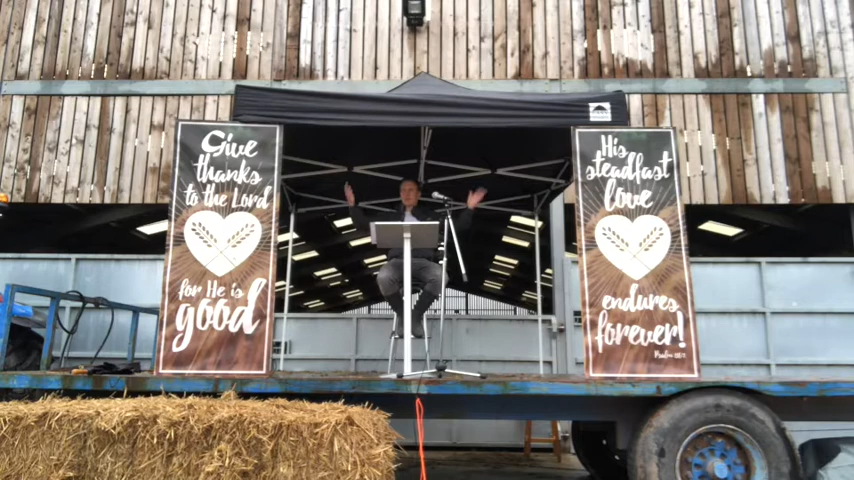 Give
thanks
to the Lord
for He is
good
His
steadfast
love
endures
forever!